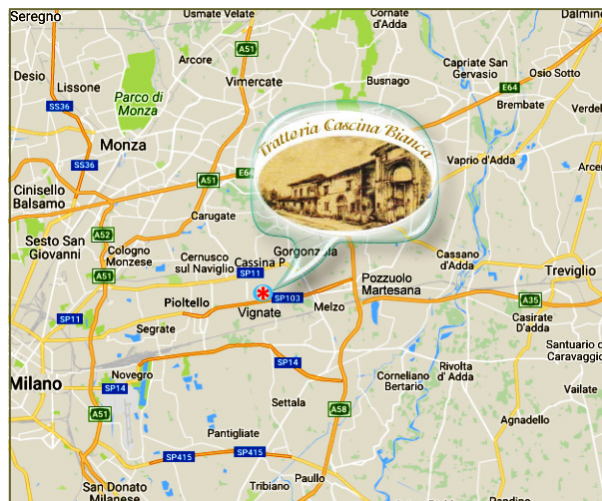 Seregno
Usmate Velate
Cornate
d'Adda
Dalmine
A51
Arcore
Capriate San
Gervasio
Osio Sotto
Desio
Lissone
Vimercate
Busnago
E64
Parco di
Monza
Brembate
SS36
Verdel
Monza
Trattoria Cascina Bianca
SS36
Vaprio d'Adda
Arcen
A51
E64
Cinisello
Balsamo
Carugate
A52
Sesto San
Giovanni
Cologno
Monzese
Cernusco
sul Naviglio
Cassina P
Gorgonzola
Cassano
d'Adda
Treviglio
A51
SP11
Pozzuolo
Martesana
Pioltello
SP103
A35
Vignate
Melzo
Casirate
D'adda
SP11
Segrate
Santuario d
Caravaggio
SP14
Novegro
Corneliano
Bertario
Rivolta
d' Adda
Milano
SP14
Vailate
A51
Settala
A58
Agnadello
Pantigliate
SP415
SP415
Paullo
San Donato
Milanese
Tribiano
Pandino